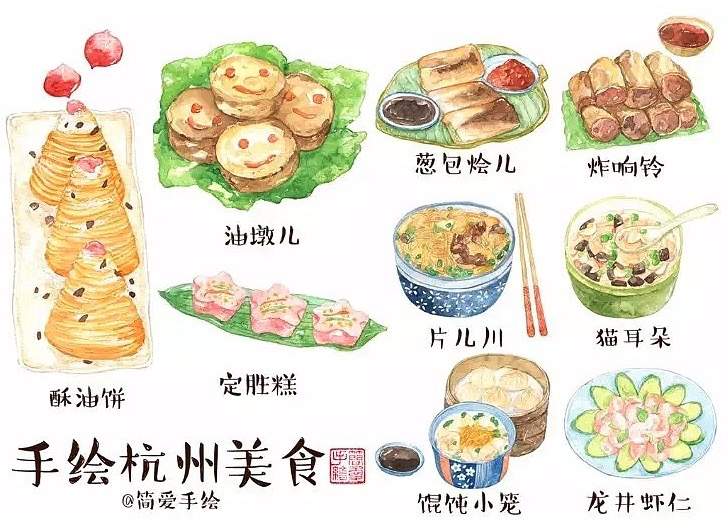 葱包烩儿
炸响铃
油墩儿
片儿川
猫耳朵
定胜糕
酥油饼
手绘杭州美食
@简爱手绘
馄饨小笼
龙井虾仁